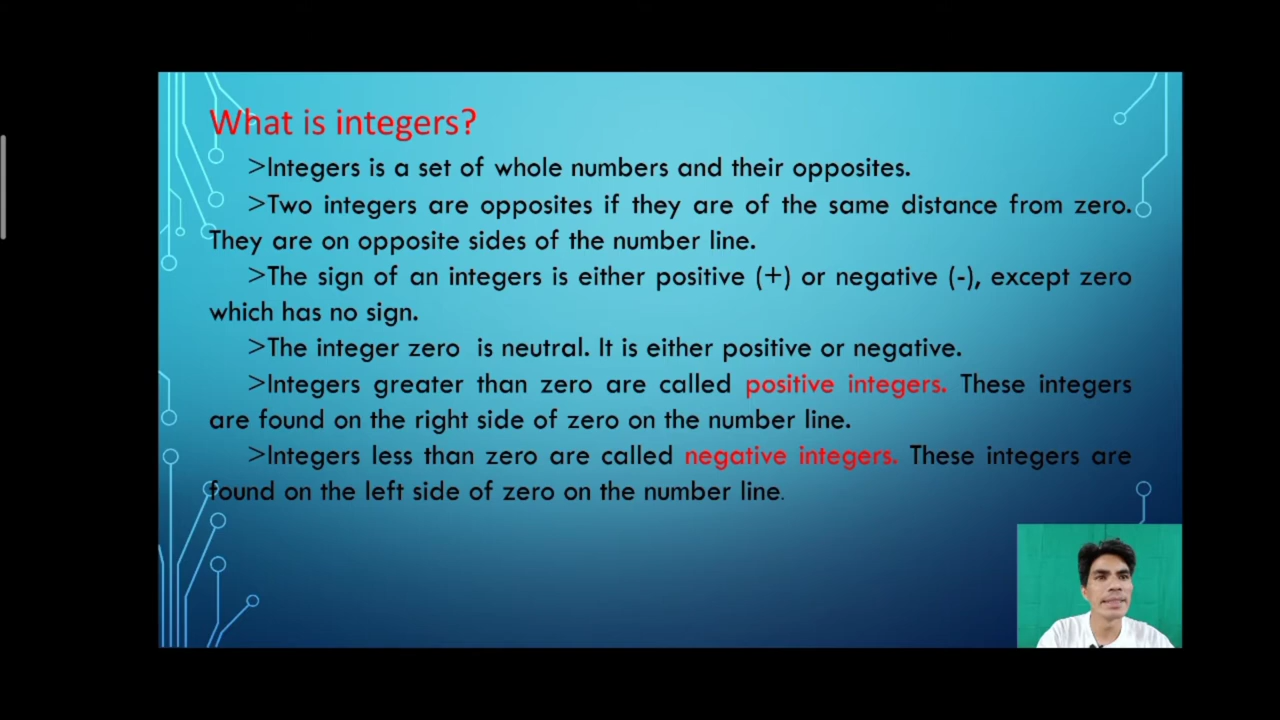 What is integers?
>Integers is a set of whole numbers and their opposites.
>Two integers are opposites if they are of the same distance from zero.
They are on opposite sides of the number line.
>The sign of an integers is either positive (+) or negative (-), except zero
which has no sign.
>The integer zero is neutral. It is either positive or negative.
>Integers greater than zero are called positive integers. These integers
are found on the right side of zero on the number line.
>Integers less than zero are called negative integers. These integers are
found on the left side of zero on the number line.